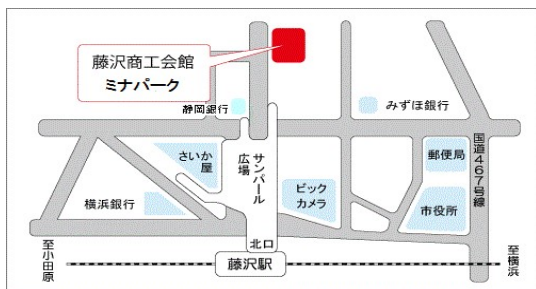 藤沢商工会館
ミナパーク
静岡銀行
みずほ銀行
国道467号線
さいか
屋
サンパール
広場
郵便局
横浜銀行
ビック
カメラ
市役所
北口
至小田原
藤沢駅
至横浜